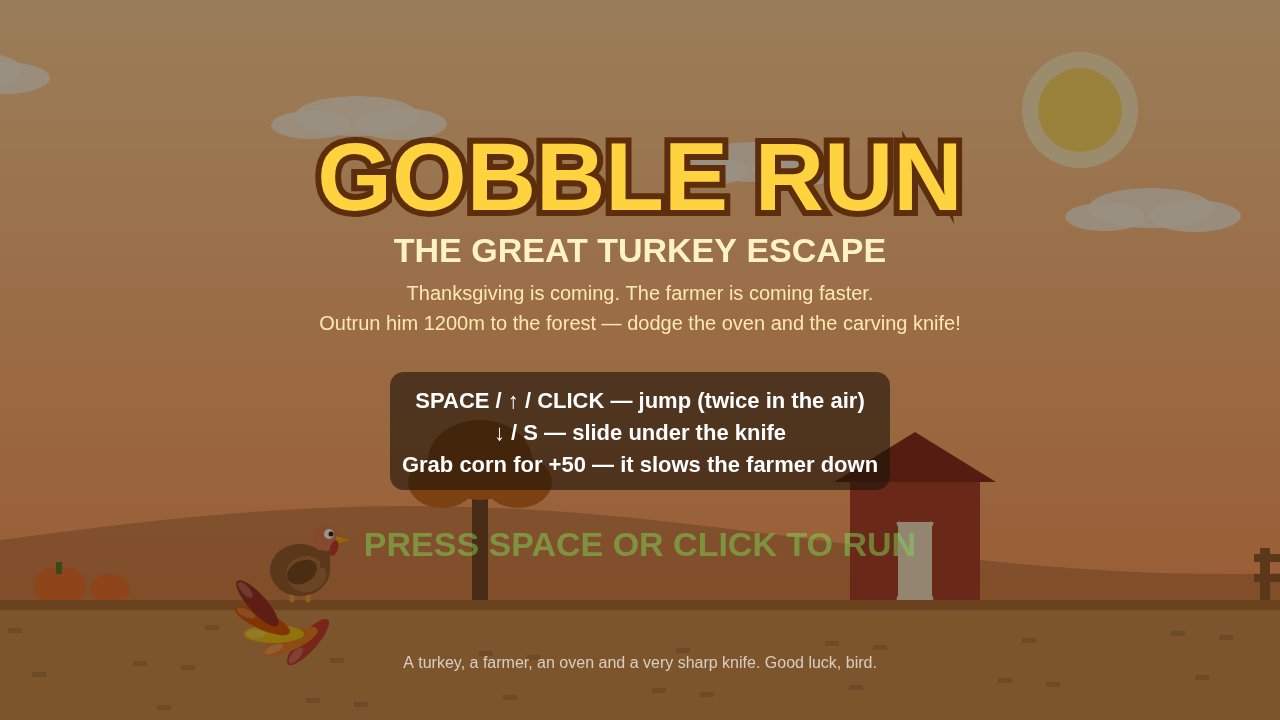 GOBBLE RUN
THE GREAT TURKEY ESCAPE
Thanksgiving is coming. The farmer is coming faster.
Outrun him 1200m to the forest — dodge the oven and the carving knife!
SPACE / ↑ / CLICK — jump (twice in the air)
↓ / S — slide under the knife
Grab corn for +50 — it slows the farmer down
PRESS SPACE OR CLICK TO RUN
A turkey, a farmer, an oven and a very sharp knife. Good luck, bird.